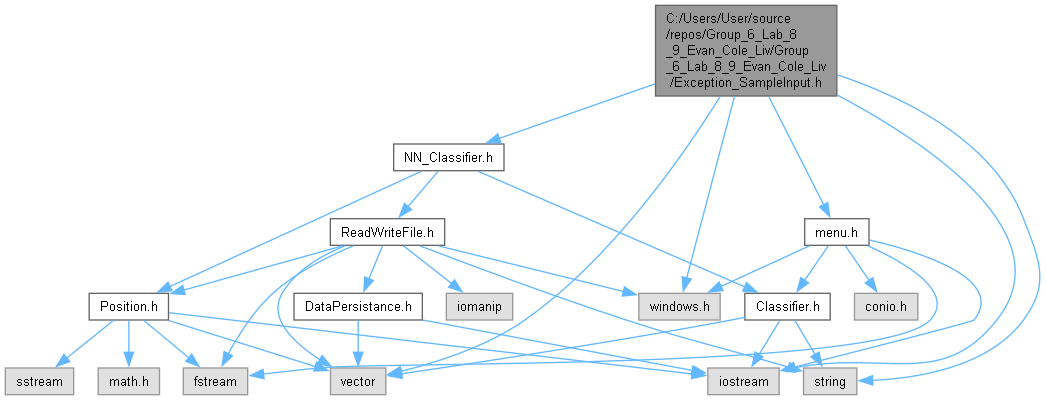 C:/Users/User/source
/repos/Group_6_Lab_8
_9_Evan_Cole_Liv/Group
_6_Lab_8_9_Evan_Cole_Liv
/Exception_SampleInput.h
NN_Classifier.h
ReadWriteFile.h
menu.h
Position.h
DataPersistance.h
iomanip
windows.h
Classifier.h
conio.h
sstream
math.h
fstream
vector
iostream
string